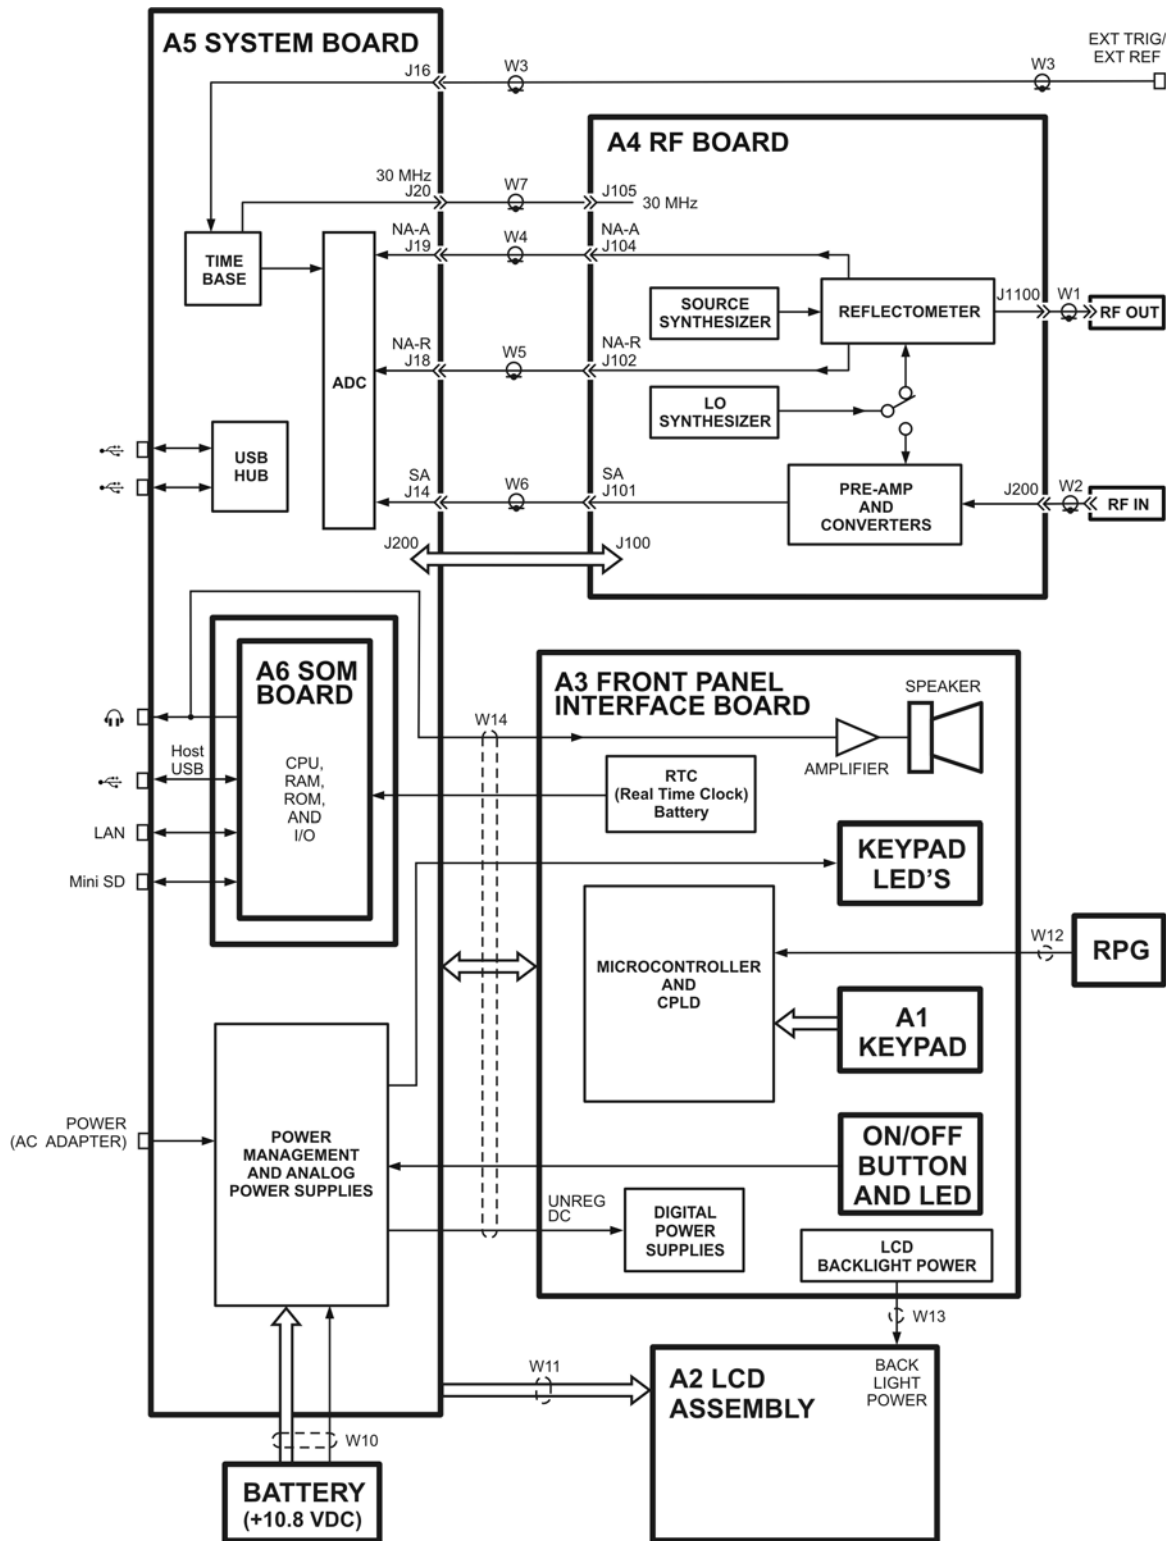 A5 SYSTEM BOARD
EXT TRIG/
EXT REF
J16
W3
W3
A4 RF BOARD
30 MHz
J20
W7
J105
30 MHz
NA-A
J19
W4
NA-A
J104
TIME
BASE
SOURCE
SYNTHESIZER
REFLECTOMETER
J1100
W1
RF OUT
NA-R
J18
W5
NA-R
J102
ADC
LO
SYNTHESIZER
USB
HUB
SA
J14
W6
SA
J101
PRE-AMP
AND
CONVERTERS
J200
W2
RF IN
J200
J100
A6 SOM
BOARD
A3 FRONT PANEL
INTERFACE BOARD
SPEAKER
W14
Host
USB
CPU,
RAM,
ROM,
AND
I/O
AMPLIFIER
RTC
(Real Time Clock)
Battery
LAN
Mini SD
KEYPAD
LED'S
W12
RPG
MICROCONTROLLER
AND
CPLD
A1
KEYPAD
POWER
(AC ADAPTER)
POWER
MANAGEMENT
AND ANALOG
POWER SUPPLIES
ON/OFF
BUTTON
AND LED
UNREG
DC
DIGITAL
POWER
SUPPLIES
LCD
BACKLIGHT POWER
W13
W11
A2 LCD
ASSEMBLY
BACK
LIGHT
POWER
W10
BATTERY
(+10.8 VDC)